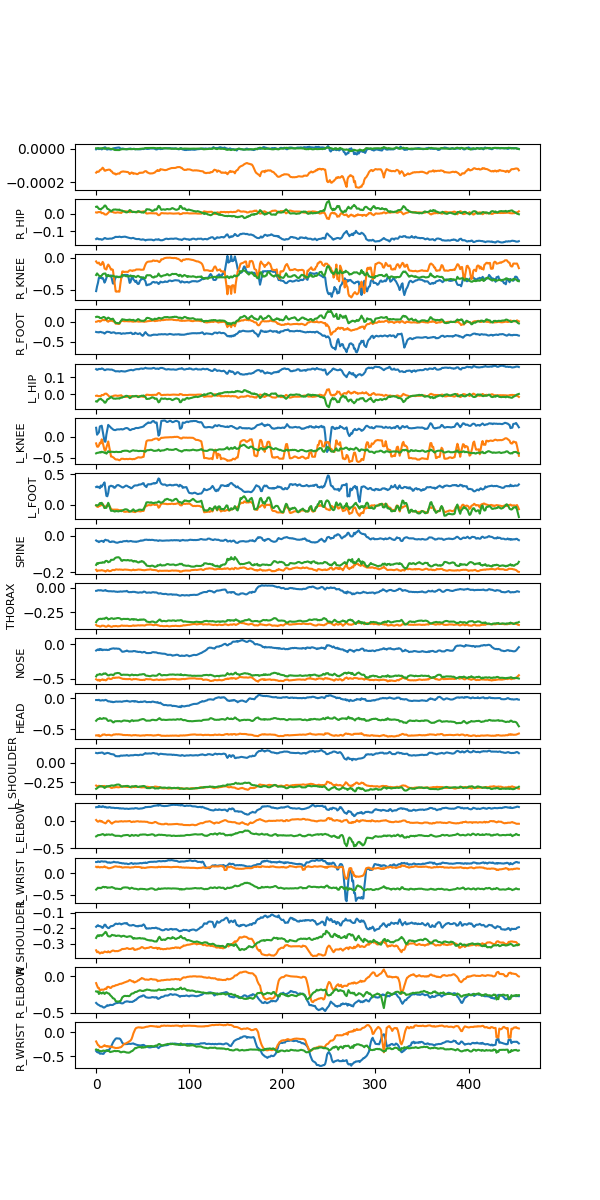 0.0000
−0.0002
R_HIP
0.0
−0.1
R_KNEE
0.0
−0.5
R_FOOT
0.0
−0.5
L_HIP
0.1
0.0
L_KNEE
0.0
−0.5
L_FOOT
0.5
0.0
SPINE
0.0
−0.2
THORAX
0.00
−0.25
NOSE
0.0
−0.5
HEAD
0.0
−0.5
L_SHOULDER
0.00
−0.25
L_ELBOW
0.0
−0.5
L_WRIST
0.0
−0.5
R_SHOULDER
−0.1
−0.2
−0.3
R_ELBOW
0.0
−0.5
R_WRIST
0.0
−0.5
0 100 200 300 400